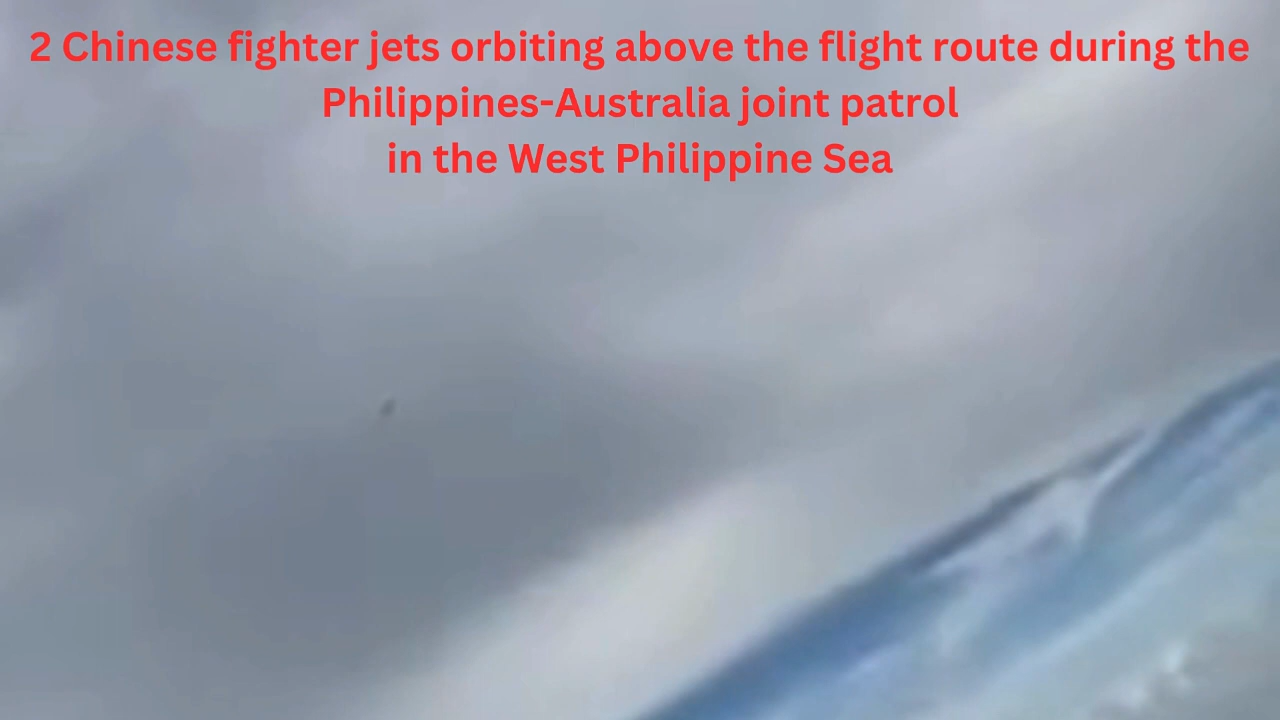 2 Chinese fighter jets orbiting above the flight route during the
Philippines-Australia joint patrol
in the West Philippine Sea